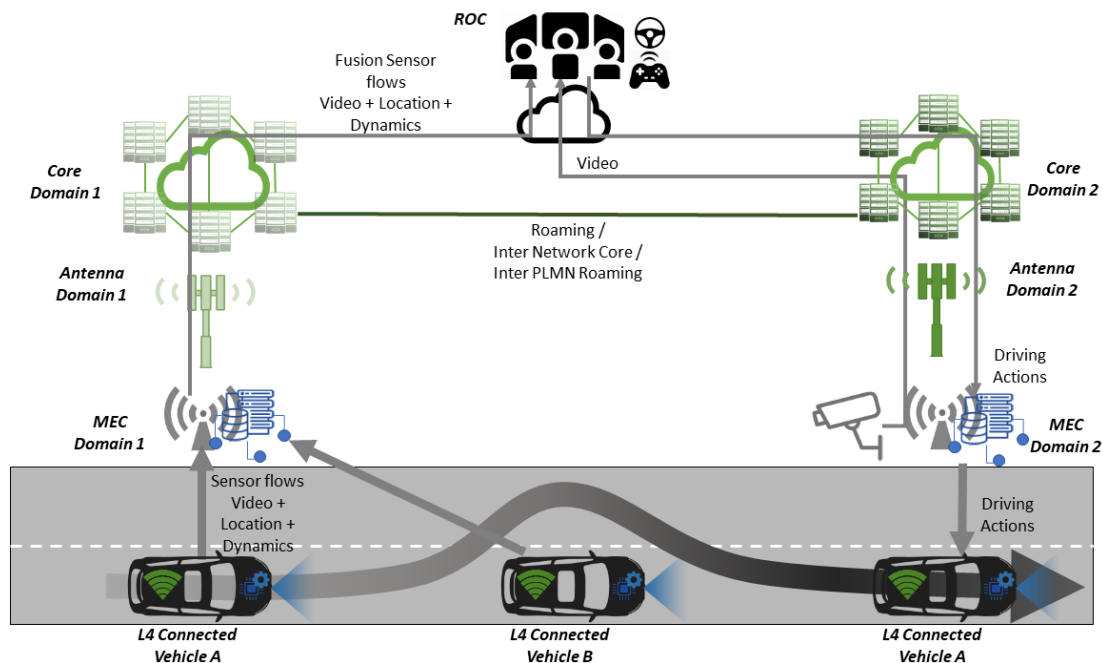 ROC
Fusion Sensor
flows
Video + Location +
Dynamics
Video
Core
Domain 1
Core
Domain 2
Roaming /
Inter Network Core /
Inter PLMN Roaming
Antenna
Domain 1
Antenna
Domain 2
Driving
Actions
MEC
Domain 1
MEC
Domain 2
Sensor flows
Video +
Location +
Dynamics
Driving
Actions
L4 Connected
Vehicle A
L4 Connected
Vehicle B
L4 Connected
Vehicle A